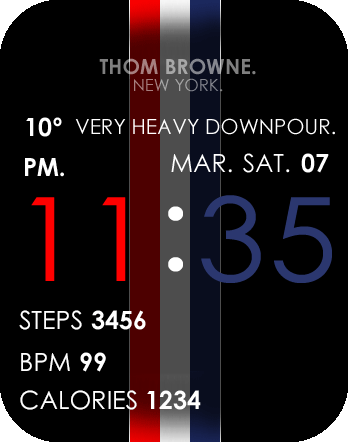 THOM BROWNE.
NEW YORK.
10° VERY HEAVY DOWNPOUR.
PM. MAR. SAT. 07
11:35
STEPS 3456
BPM 99
CALORIES 1234